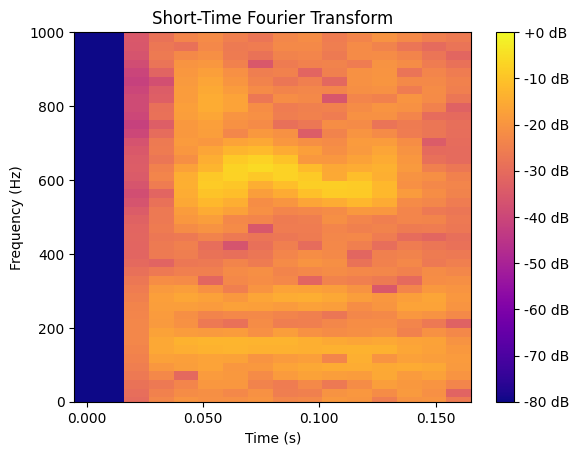 Short-Time Fourier Transform
Frequency (Hz)
1000
800
600
400
200
0
0.000
0.050
0.100
0.150
Time (s)
+0 dB
-10 dB
-20 dB
-30 dB
-40 dB
-50 dB
-60 dB
-70 dB
-80 dB